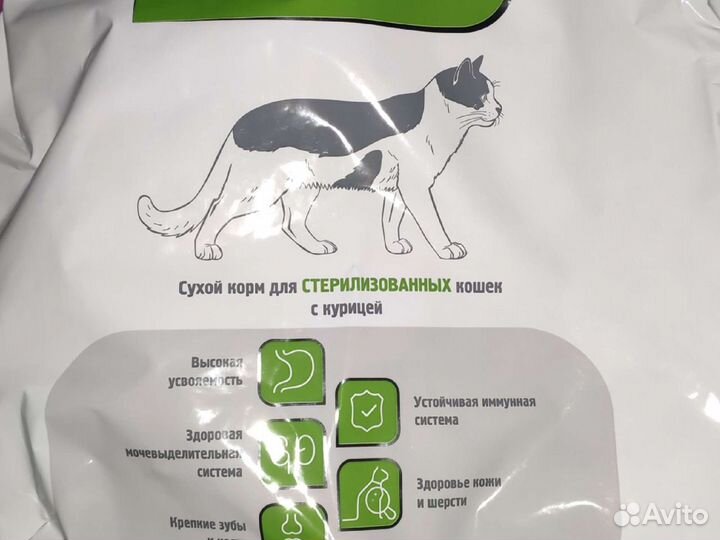 Сухой корм для СТЕРИЛИЗОВАННЫХ кошек
с курицей
Высокая
усвояемость
Устойчивая иммунная
система
Здоровая
мочевыделительная
система
Здоровье кожи
и шерсти
Крепкие зубы
Avito